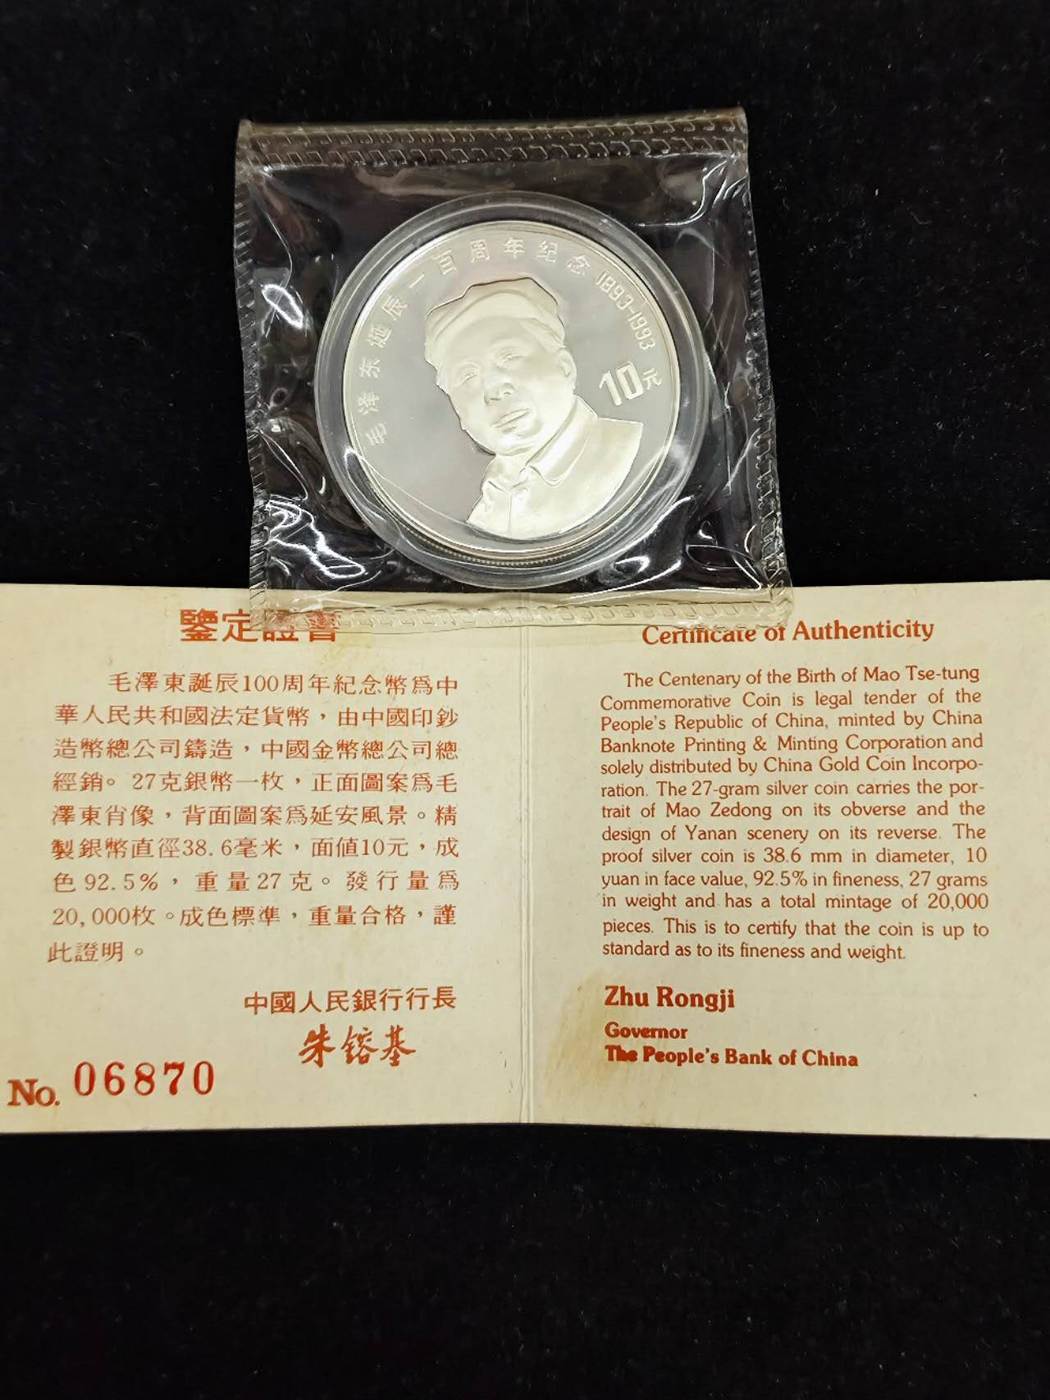 毛泽东诞辰一百周年纪念 1893-1993
10元
鑒定證書
毛澤東誕辰100周年紀念幣爲中
華人民共和國法定貨幣，由中國印鈔
造幣總公司鑄造，中國金幣總公司總
經銷。27克銀幣一枚，正面圖案爲毛
澤東肖像，背面圖案爲延安風景。精
製銀幣直徑38.6毫米，面値10元，成
色92.5%，重量27克。發行量爲
20,000枚。成色標準，重量合格，謹
此證明。
中國人民銀行行長
朱鎔基
No. 06870
Certificate of Authenticity
The Centenary of the Birth of Mao Tse-tung
Commorative Coin is legal tender of the
People's Republic of China, minted by China
Banknote Printing & Minting Corporation and
solely distributed by China Gold Coin Incorpo-
ration. The 27-gram silver coin carries the por-
trait of Mao Zedong on its obverse and the
design of Yanan scenery on its reverse. The
proof silver coin is 38.6 mm in diameter, 10
yuan in face value, 92.5% in fineness, 27 grams
in weight and has a total mintage of 20,000
pieces. This is to certify that the coin is up to
standard as to its fineness and weight.
Zhu Rongji
Governor
The People's Bank of China